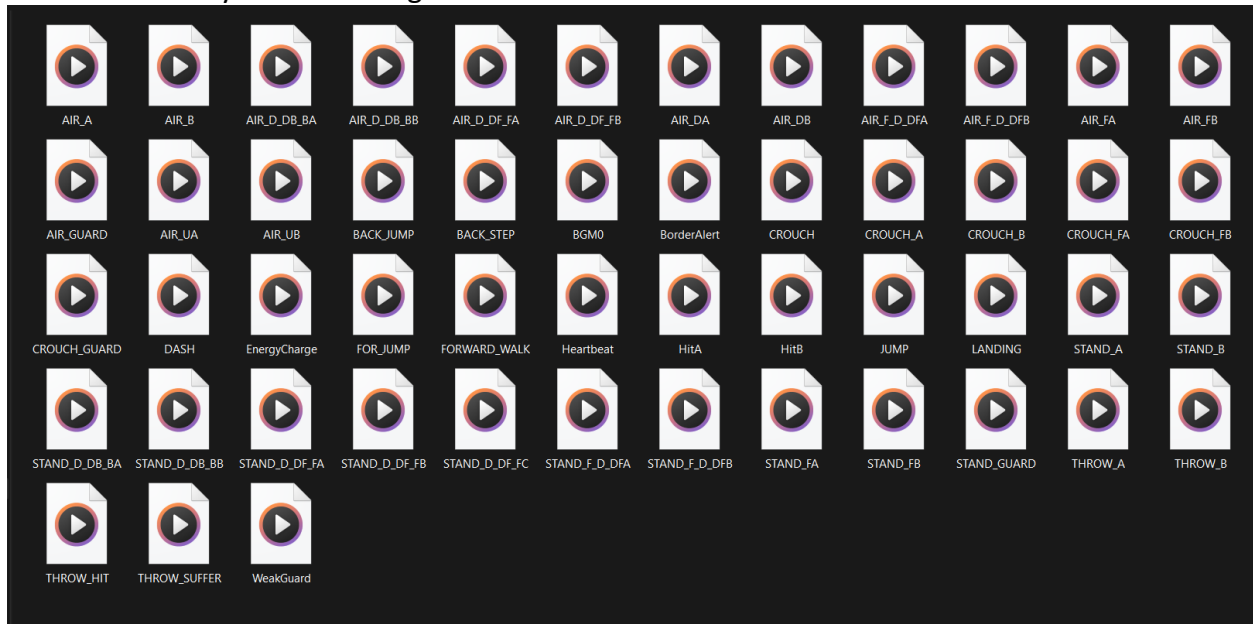 AIR_A AIR_B AIR_D_DB_BA AIR_D_DB_BB AIR_D_DF_FA AIR_D_DF_FB AIR_DA AIR_DB AIR_F_D_DFA AIR_F_D_DFB AIR_FA AIR_FB
AIR_GUARD AIR_UA AIR_UB BACK_JUMP BACK_STEP BGM0 BorderAlert CROUCH CROUCH_A CROUCH_B CROUCH_FA CROUCH_FB
CROUCH_GUARD DASH EnergyCharge FOR_JUMP FORWARD_WALK Heartbeat HitA HitB JUMP LANDING STAND_A STAND_B
STAND_D_DB_BA STAND_D_DB_BB STAND_D_DF_FA STAND_D_DF_FB STAND_D_DF_FC STAND_F_D_DFA STAND_F_D_DFB STAND_FA STAND_FB STAND_GUARD THROW_A THROW_B
THROW_HIT THROW_SUFFER WeakGuard